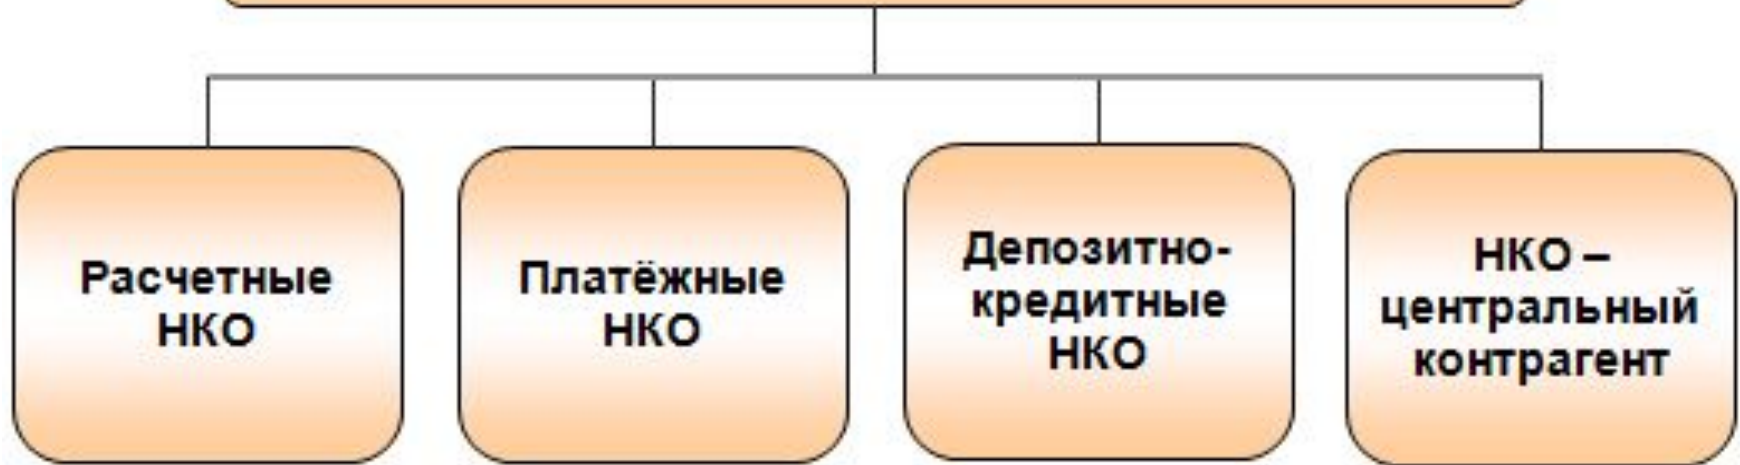 Расчетные
НКО
Платёжные
НКО
Депозитно-
кредитные
НКО
НКО –
центральный
контрагент